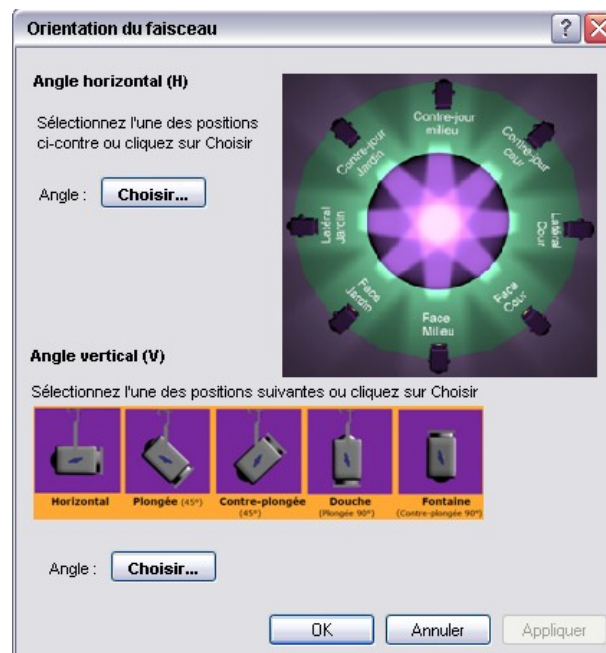 Orientation du faisceau
?
X
Angle horizontal (H)
Sélectionnez l'une des positions
ci-contre ou cliquez sur Choisir
Angle :
Choisir...
Contre-jour
milieu
Contre-jour
Jardin
Contre-jour
cour
Latéral
Jardin
Latéral
Cour
Face
Jardin
Face
Cour
Face
Milieu
Angle vertical (V)
Sélectionnez l'une des positions suivantes ou cliquez sur Choisir
Horizontal
Plongée (45°)
Contre-plongée
(45°)
Douche
(Plongée 90°)
Fontaine
(Contre-plongée 90°)
Angle :
Choisir...
OK
Annuler
Appliquer